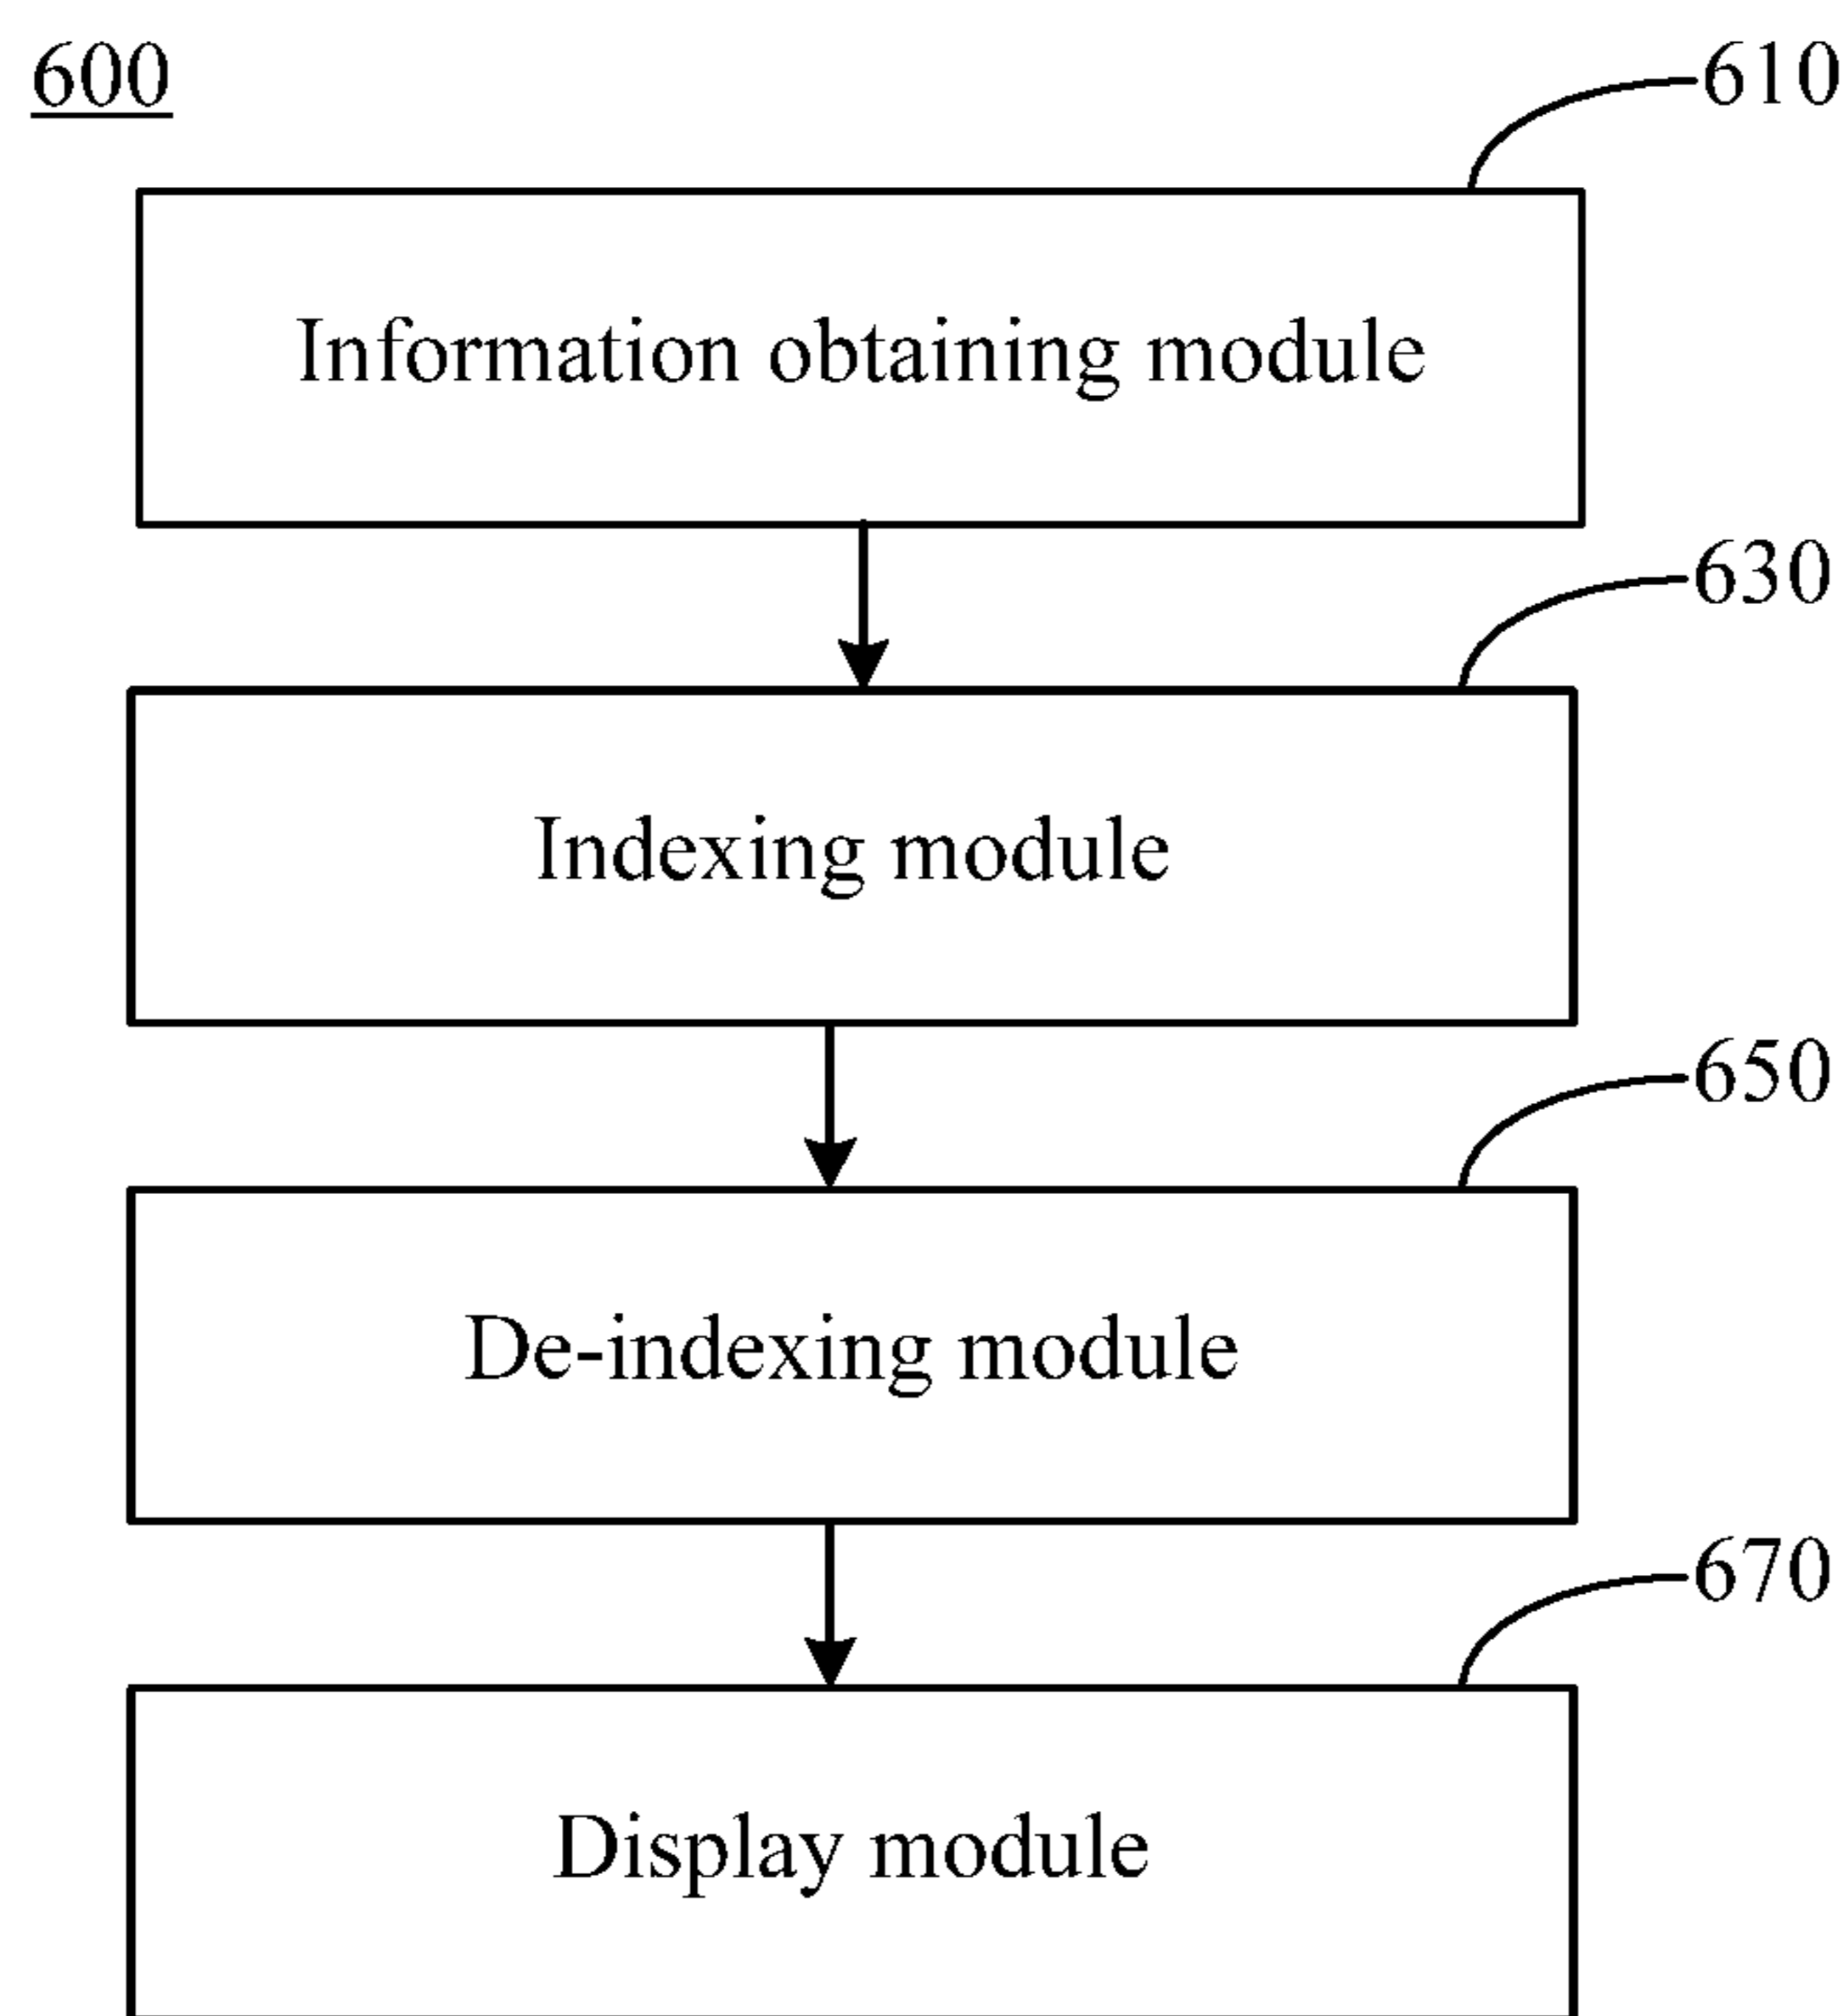 600
610
Information obtaining module
630
Indexing module
650
De-indexing module
670
Display module